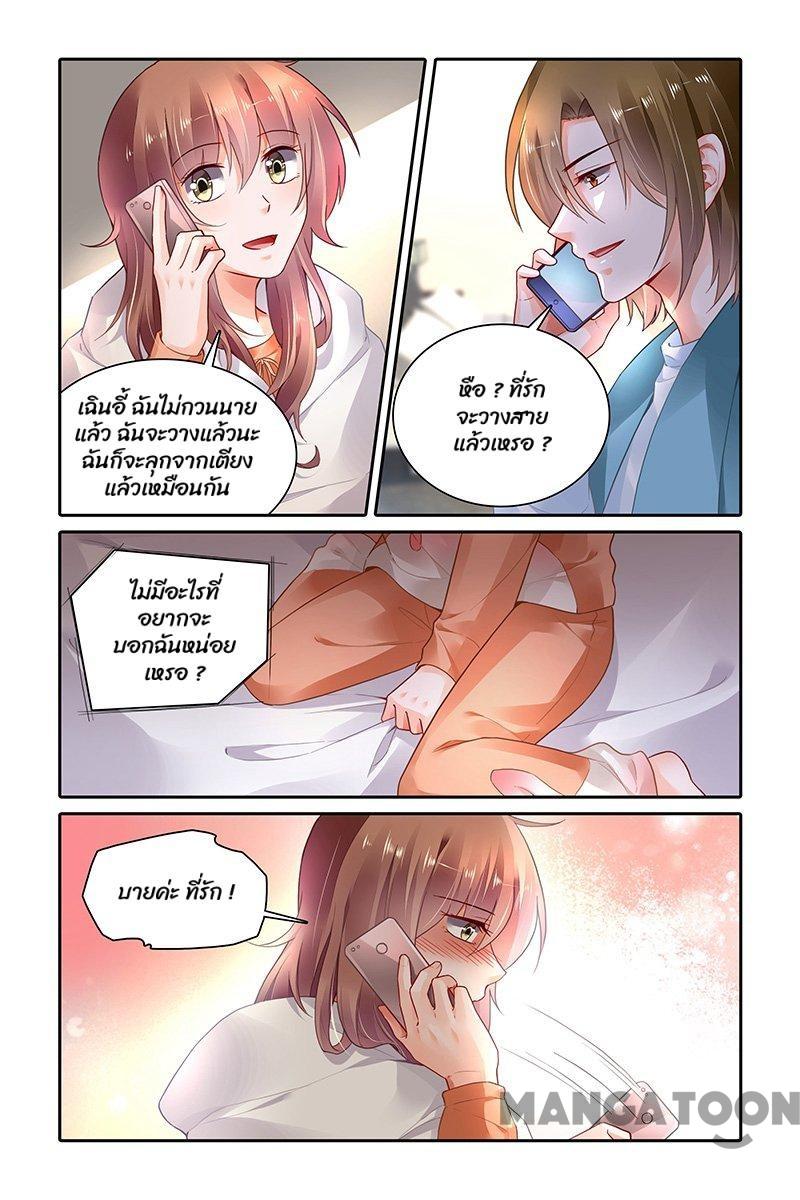 เฉินอี้ ฉันไม่กวนนาย
แล้ว ฉันจะวางแล้วนะ
ฉันก็จะลุกจากเตียง
แล้วเหมือนกัน
หือ ? ที่รัก
จะวางสาย
แล้วเหรอ ?
ไม่มีอะไรที่
อยากจะ
บอกฉันหน่อย
เหรอ ?
บายค่ะ ที่รัก !
MANGATOON